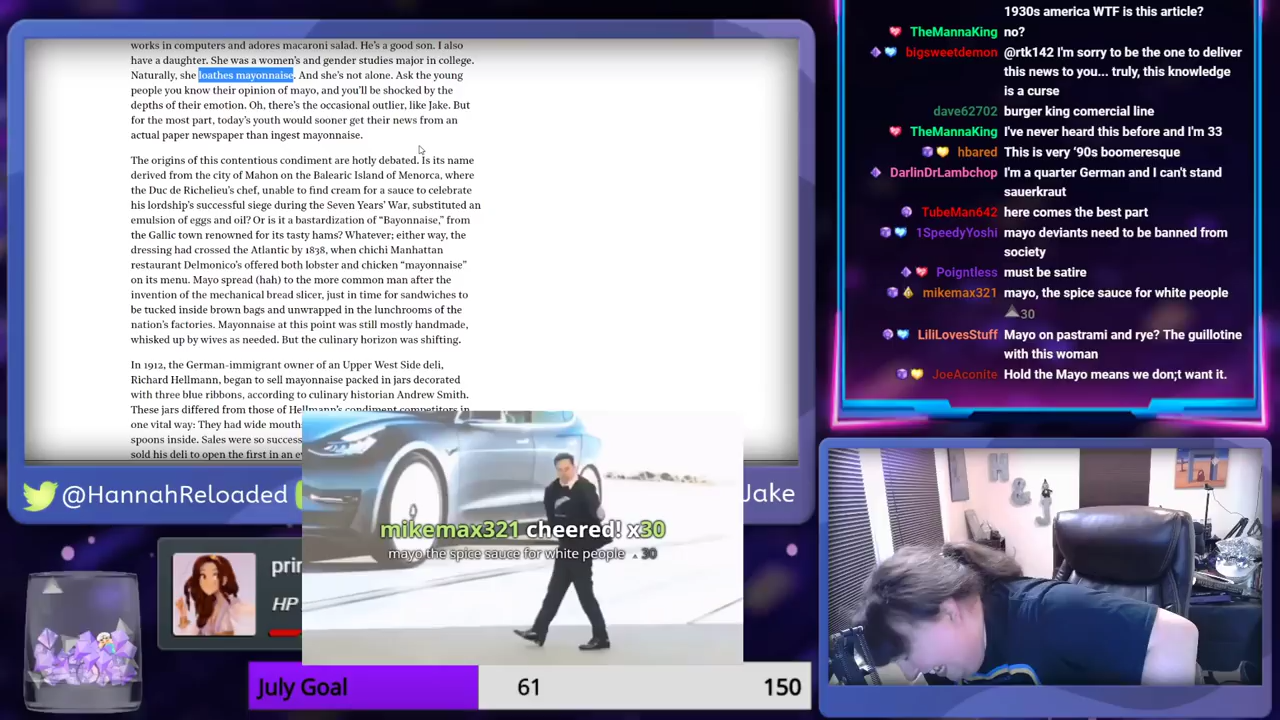 works in computers and adores macaroni salad. He's a good son. I also
have a daughter. She was a women's and gender studies major in college.
Naturally, she loathes mayonnaise. And she's not alone. Ask the young
people you know their opinion of mayo, and you'll be shocked by the
depths of their emotion. Oh, there's the occasional outlier, like Jake. But
for the most part, today's youth would sooner get their news from an
actual paper newspaper than ingest mayonnaise.
The origins of this contentious condiment are hotly debated. Is its name
derived from the city of Mahon on the Balearic Island of Menorca, where
the Duc de Richelieu's chef, unable to find cream for a sauce to celebrate
his lordship's successful siege during the Seven Years' War, substituted an
emulsion of eggs and oil? Or is it a bastardization of “Bayonnaise,” from
the Gallic town renowned for its tasty hams? Whatever; either way, the
dressing had crossed the Atlantic by 1838, when chichi Manhattan
restaurant Delmonico's offered both lobster and chicken “mayonnaise”
on its menu. Mayo spread (hah) to the more common man after the
invention of the mechanical bread slicer, just in time for sandwiches to
be tucked inside brown bags and unwrapped in the lunchrooms of the
nation's factories. Mayonnaise at this point was still mostly handmade,
whisked up by wives as needed. But the culinary horizon was shifting.
In 1912, the German-immigrant owner of an Upper West Side deli,
Richard Hellmann, began to sell mayonnaise packed in jars decorated
with three blue ribbons, according to culinary historian Andrew Smith.
These jars differed from those of Hellmann's condiment competitors in
one vital way: They had wide mouth
spoons inside. Sales were so success
sold his deli to open the first in an e
@HannahReloaded
Jake
mikemax321 cheered! x30
mayo the spice sauce for white people 30
prin
HP
July Goal 61 150
1930s america WTF is this article?
TheMannaKing no?
bigsweetdemon @rtk142 I'm sorry to be the one to deliver
this news to you... truly, this knowledge
is a curse
dave62702 burger king comercial line
TheMannaKing I've never heard this before and I'm 33
hbared This is very ‘90s boomeresque
DarlinDrLambchop I'm a quarter German and I can't stand
sauerkraut
TubeMan642 here comes the best part
1SpeedyYoshi mayo deviants need to be banned from
society
Poigntless must be satire
mikemax321 mayo, the spice sauce for white people
30
LiliLovesStuff Mayo on pastrami and rye? The guillotine
with this woman
JoeAconite Hold the Mayo means we don;t want it.
H
&
J